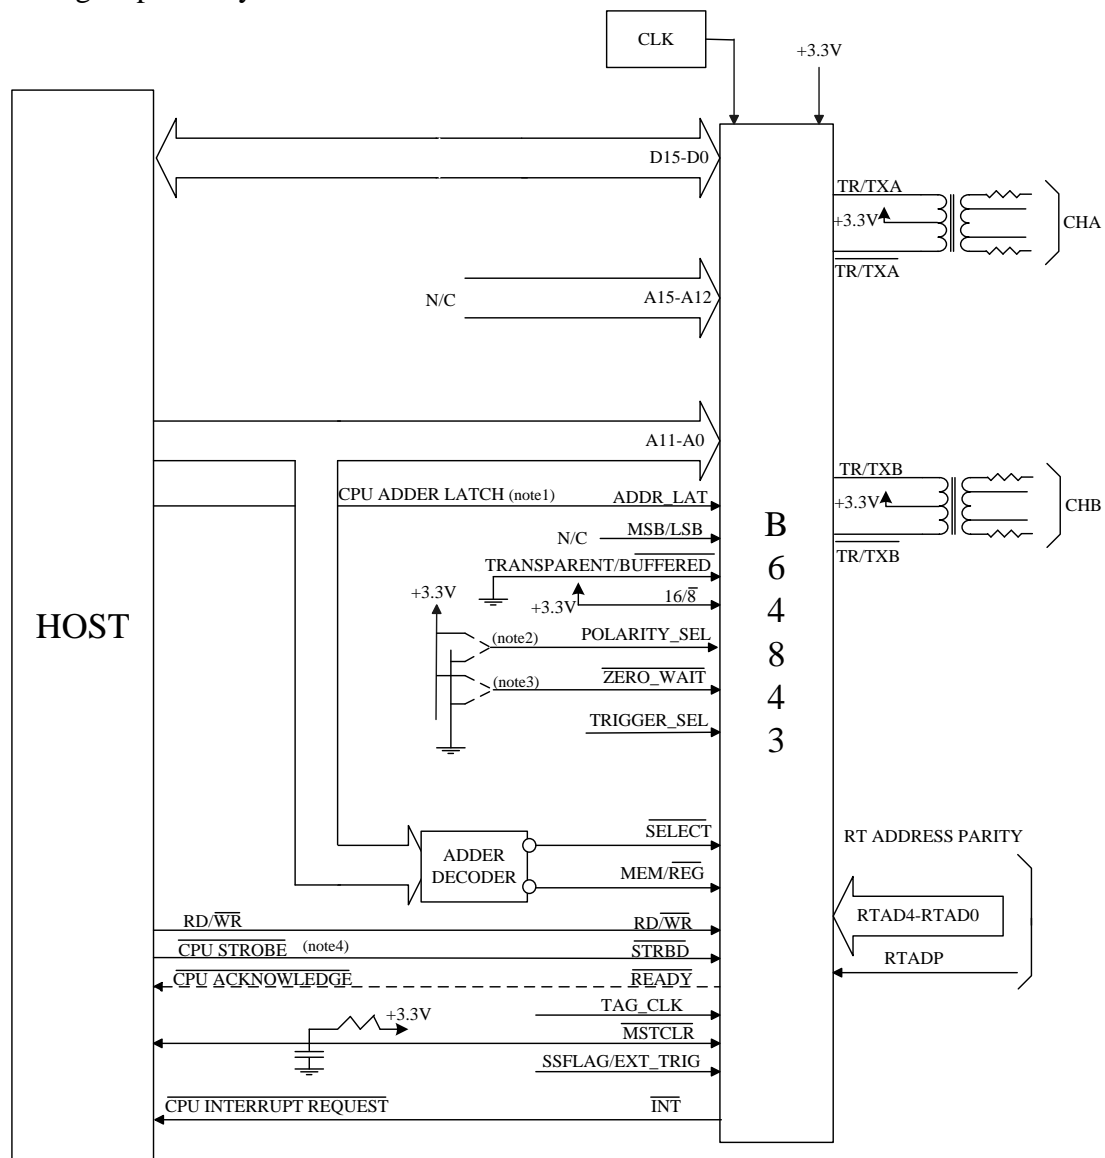 CLK
+3.3V
D15-D0
TR/TXA
+3.3V
CHA
TR/TXA
N/C
A15-A12
A11-A0
TR/TXB
CPU ADDER LATCH (note1)
ADDR_LAT
+3.3V
CHB
N/C
MSB/LSB
TR/TXB
TRANSPARENT/BUFFERED
+3.3V
+3.3V
16/8
HOST
(note2)
POLARITY_SEL
(note3)
ZERO_WAIT
TRIGGER_SEL
B
6
4
8
4
3
SELECT
RT ADDRESS PARITY
ADDER
DECODER
MEM/REG
RTAD4-RTAD0
RD/WR
RD/WR
CPU STROBE (note4)
STRBD
RTADP
CPU ACKNOWLEDGE
READY
TAG_CLK
+3.3V
MSTCLR
SSFLAG/EXT_TRIG
CPU INTERRUPT REQUEST
INT